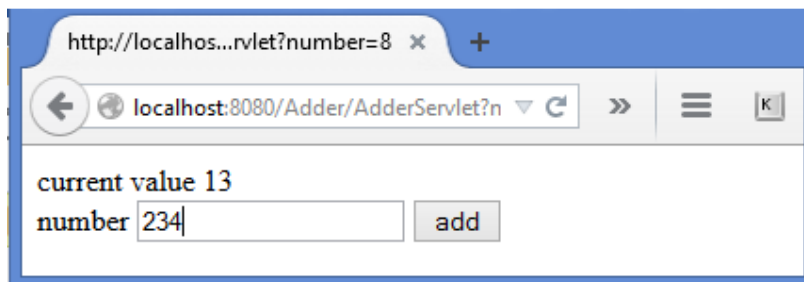 http://localhos...rvlet?number=8
localhost:8080/Adder/AdderServlet?n
K
current value 13
number 234 add